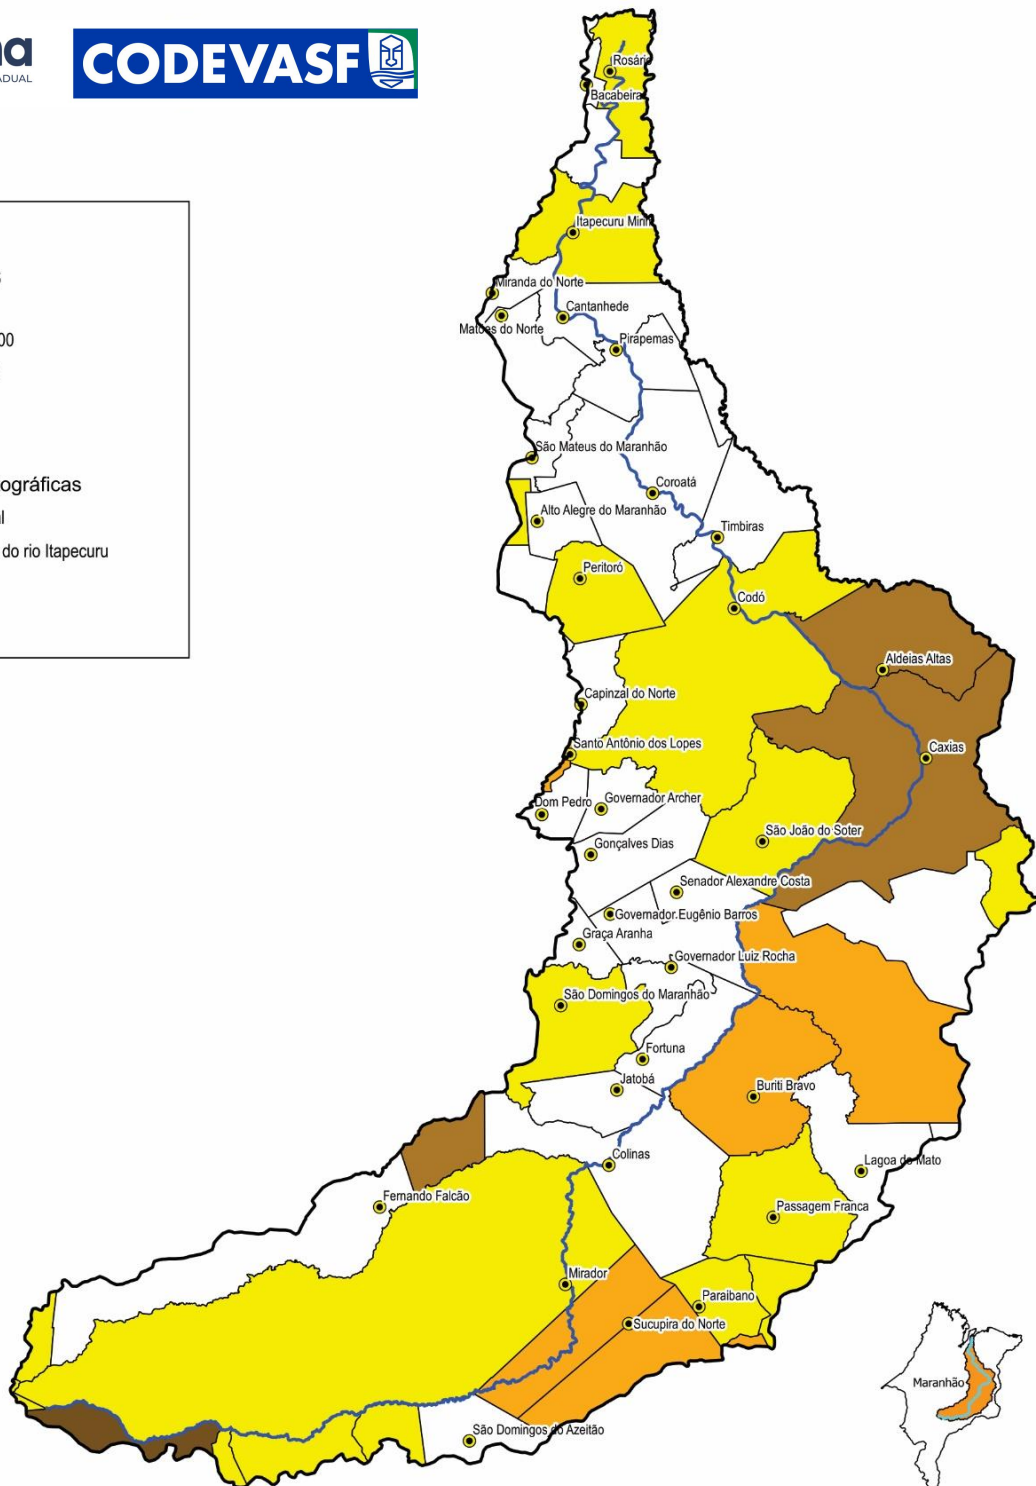 na
ADUAL
CODEVASF
00
ográficas
al
do rio Itapecuru
Rosário
Bacabeira
Itapecuru Mirim
Miranda do Norte
Cantanhede
Matões do Norte
Pirapemas
São Mateus do Maranhão
Coroatá
Alto Alegre do Maranhão
Timbiras
Peritoró
Codó
Aldeias Altas
Capinzal do Norte
Santo Antônio dos Lopes
Caxias
Dom Pedro
Governador Archer
São João do Soter
Gonçalves Dias
Senador Alexandre Costa
Governador Eugênio Barros
Graça Aranha
Governador Luiz Rocha
São Domingos do Maranhão
Fortuna
Jatobá
Buriti Bravo
Colinas
Lagoa do Mato
Fernando Falcão
Passagem Franca
Mirador
Paraibano
Sucupira do Norte
Maranhão
São Domingos do Azeitão